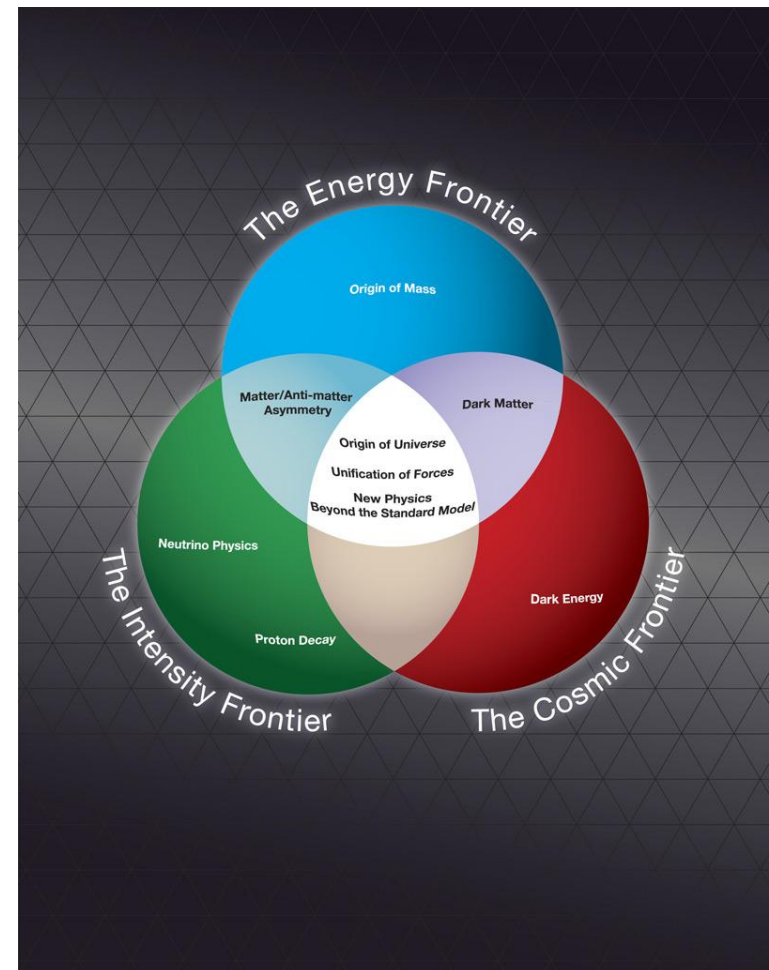 The Energy Frontier
Origin of Mass
Matter/Anti-matter
Asymmetry
Dark Matter
Origin of Universe
Unification of Forces
New Physics
Beyond the Standard Model
Neutrino Physics
Proton Decay
Dark Energy
The Intensity Frontier
The Cosmic Frontier